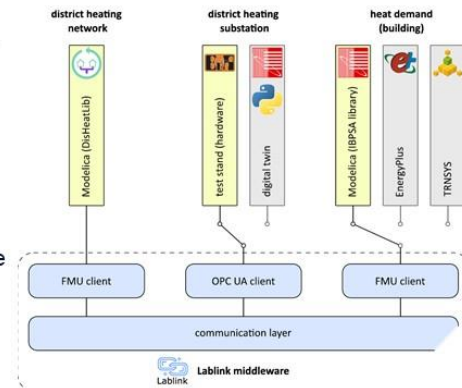 district heating
network
district heating
substation
heat demand
(building)
Modelica (DisHeatLib)
test stand (hardware)
digital twin
Modelica (IBPSA library)
EnergyPlus
TRNSYS
e
FMU client
OPC UA client
FMU client
communication layer
Lablink
Lablink middleware